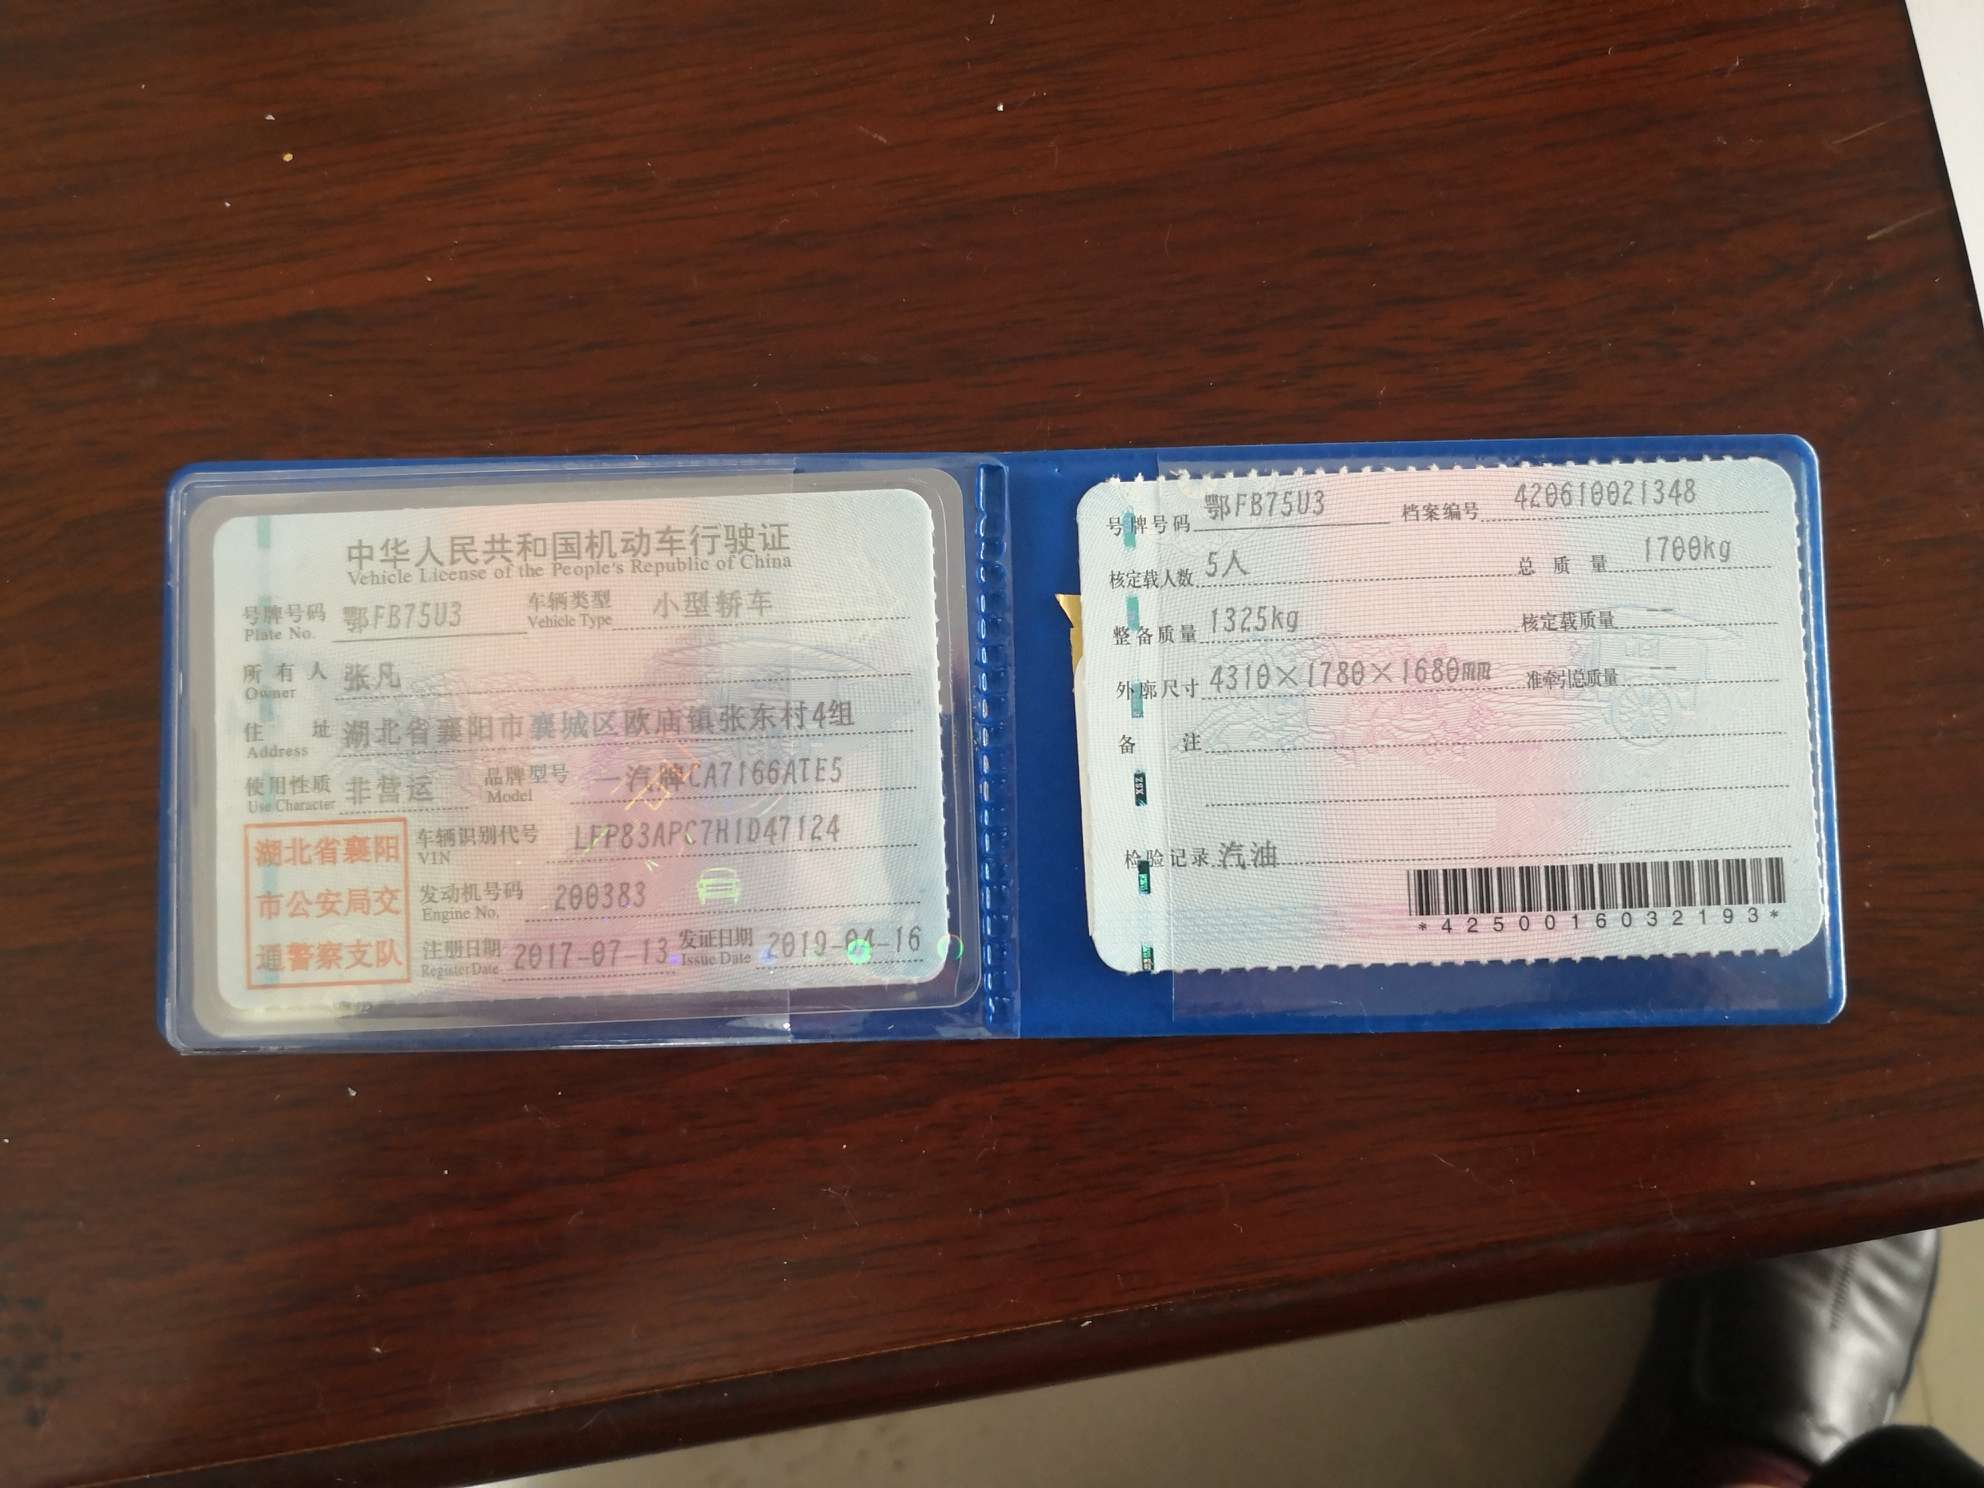 中华人民共和国机动车行驶证
Vehicle License of the People's Republic of China
号牌号码 鄂FB75U3 车辆类型 小型轿车
Plate No. Vehicle Type
所有人 张凡
Owner
住址 湖北省襄阳市襄城区欧庙镇张东村4组
Address
使用性质 非营运 品牌型号 一汽牌CA7166ATE5
Use Character Model
湖北省襄阳
市公安局交
通警察支队
车辆识别代号 LFP83APC7H1D47124
VIN
发动机号码 200383
Engine No.
注册日期 2017-07-13 发证日期 2019-04-16
Register Date Issue Date
号牌号码 鄂FB75U3 档案编号 420610021348
核定载人数 5人 总质量 1700kg
整备质量 1325kg 核定载质量 --
外廓尺寸 4310×1780×1680mm 准牵引总质量 --
备注
检验记录 汽油
*4250016032193*